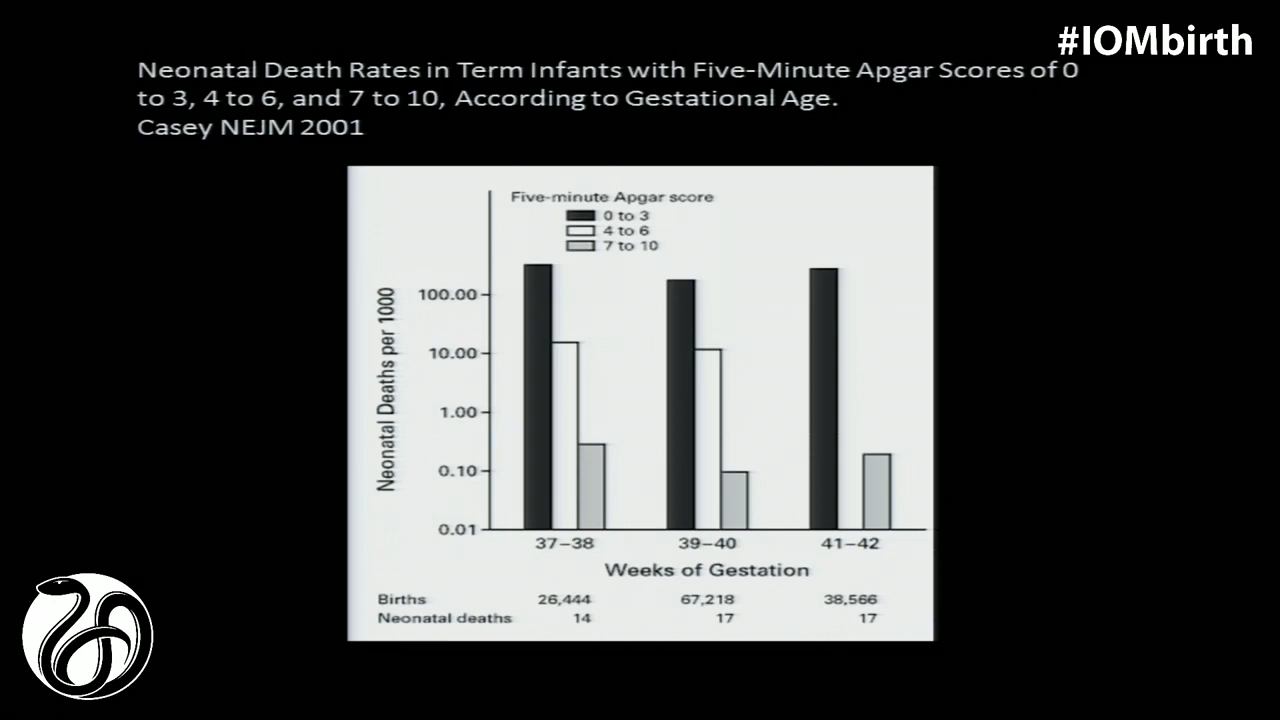 #IOMbirth
Neonatal Death Rates in Term Infants with Five-Minute Apgar Scores of 0
to 3, 4 to 6, and 7 to 10, According to Gestational Age.
Casey NEJM 2001
Five-minute Apgar score
0 to 3
4 to 6
7 to 10
Neonatal Deaths per 1000
100.00
10.00
1.00
0.10
0.01
37–38 39–40 41–42
Weeks of Gestation
Births 26,444 67,218 38,566
Neonatal deaths 14 17 17